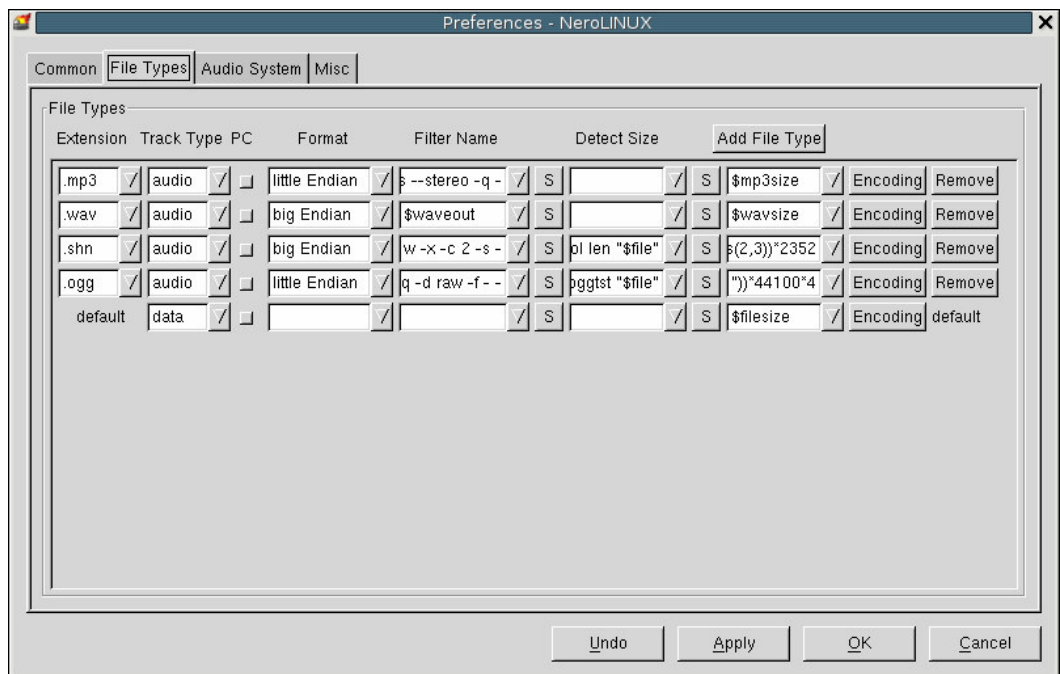 Preferences - NeroLINUX
Common File Types Audio System Misc
File Types
Extension Track Type PC Format Filter Name Detect Size Add File Type
.mp3 audio little Endian s --stereo -q - S S $mp3size Encoding Remove
.wav audio big Endian $waveout S S $wavsize Encoding Remove
.shn audio big Endian w -x -c 2 -s - S ol len "$file" S s(2,3))*2352 Encoding Remove
.ogg audio little Endian q -d raw -f - - S oggtst "$file" S "))*44100*4 Encoding Remove
default data S S $filesize Encoding default
Undo Apply OK Cancel